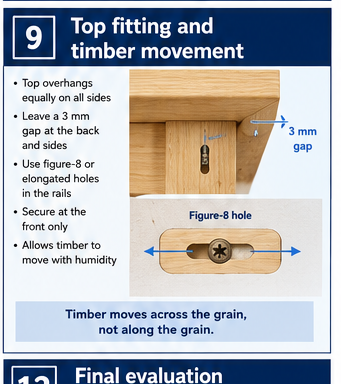 9
Top fitting and
timber movement
• Top overhangs
equally on all sides
• Leave a 3 mm
gap at the back
and sides
• Use figure-8 or
elongated holes
in the rails
• Secure at the
front only
• Allows timber to
move with humidity
3 mm
gap
Figure-8 hole
Timber moves across the grain,
not along the grain.
Final evaluation